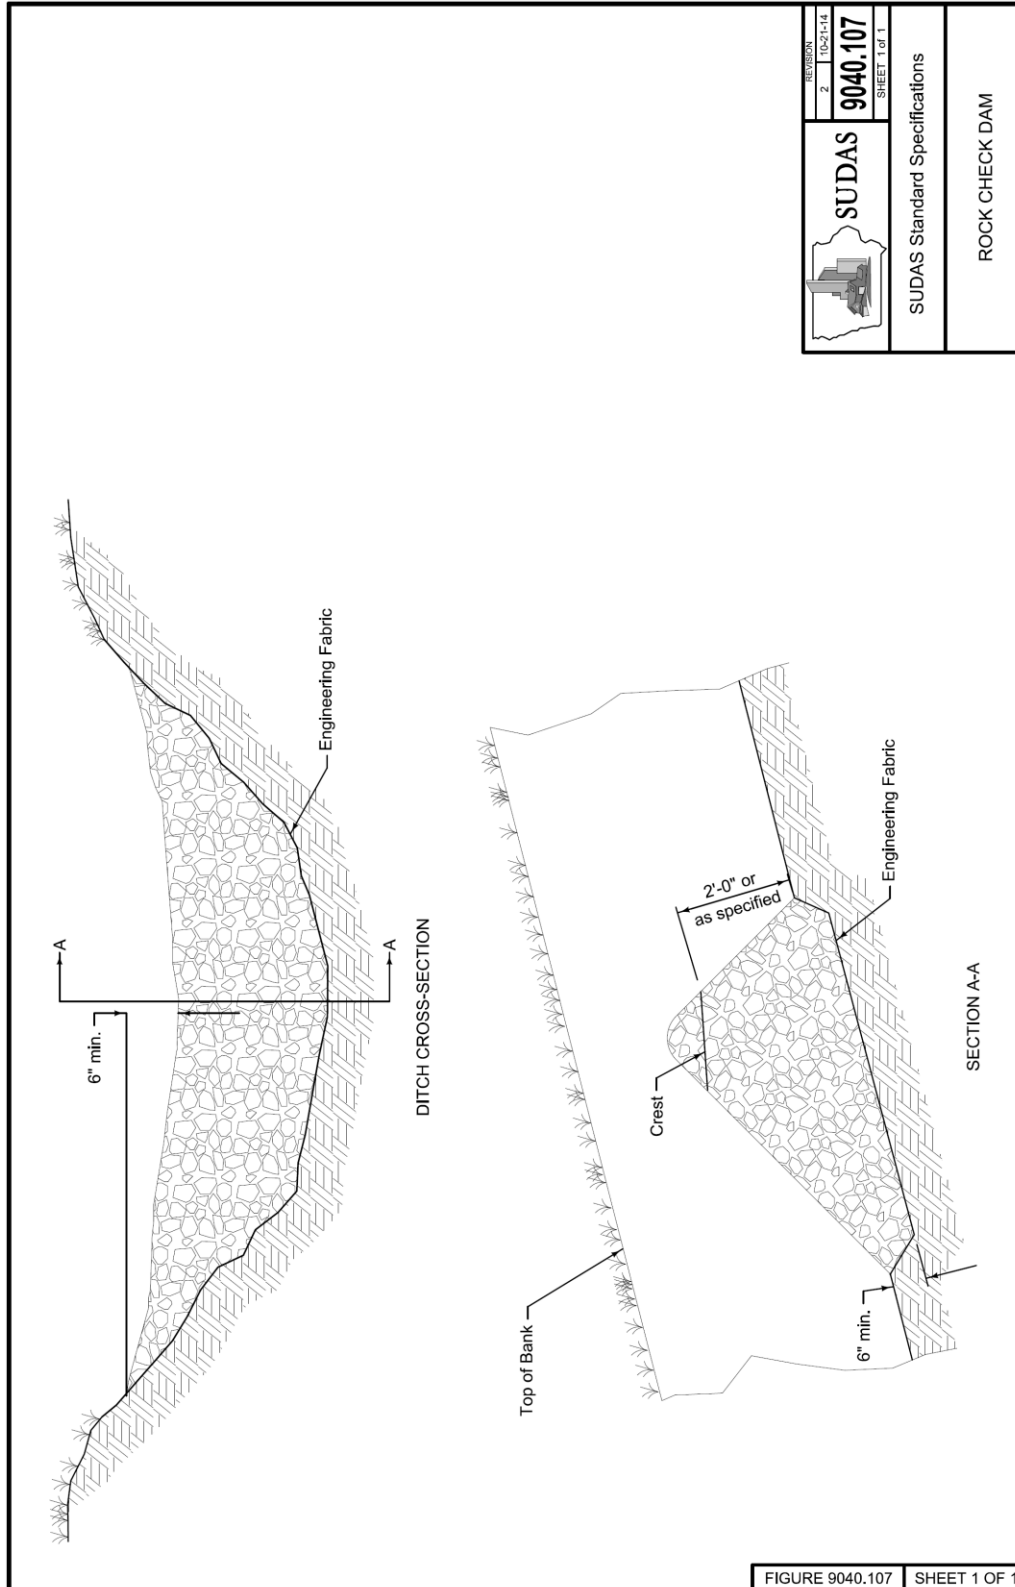 A
A
6" min.
Engineering Fabric
DITCH CROSS-SECTION
Top of Bank
Crest
2'-0" or
as specified
6" min.
Engineering Fabric
SECTION A-A
SUDAS
REVISION
2 10-21-14
9040.107
SHEET 1 of 1
SUDAS Standard Specifications
ROCK CHECK DAM
FIGURE 9040.107 SHEET 1 OF 1